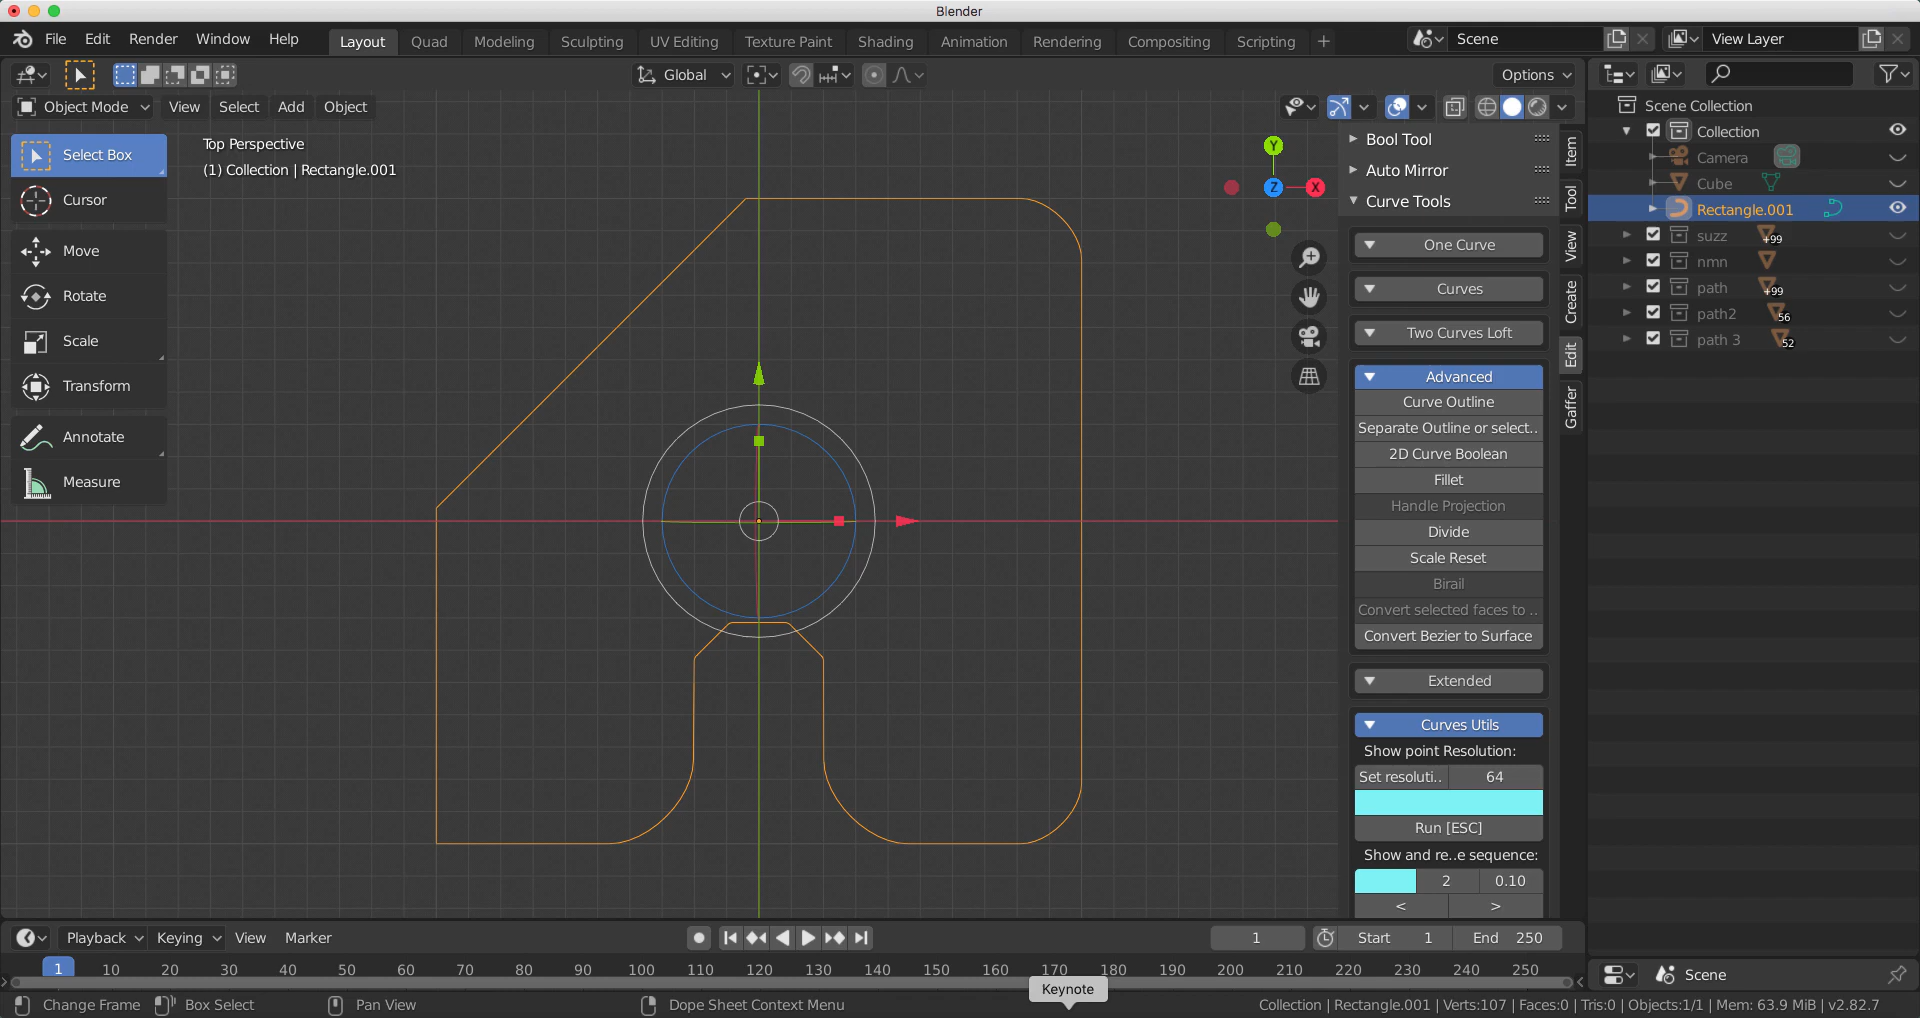 Blender
File Edit Render Window Help Layout Quad Modeling Sculpting UV Editing Texture Paint Shading Animation Rendering Compositing Scripting + Scene View Layer
Global Options
Object Mode View Select Add Object
Select Box
Cursor
Move
Rotate
Scale
Transform
Annotate
Measure
Top Perspective
(1) Collection | Rectangle.001
Y
Z X
Bool Tool
Auto Mirror
Curve Tools
One Curve
Curves
Two Curves Loft
Advanced
Curve Outline
Separate Outline or select..
2D Curve Boolean
Fillet
Handle Projection
Divide
Scale Reset
Birail
Convert selected faces to ..
Convert Bezier to Surface
Extended
Curves Utils
Show point Resolution:
Set resoluti.. 64
Run [ESC]
Show and re..e sequence:
2 0.10
< >
Item
Tool
View
Create
Edit
Gaffer
Scene Collection
Collection
Camera
Cube
Rectangle.001
suzz +99
nmn
path +99
path2 56
path 3 52
Playback Keying View Marker 1 Start 1 End 250
1 10 20 30 40 50 60 70 80 90 100 110 120 130 140 150 160 170 180 190 200 210 220 230 240 250
Scene
Keynote
Change Frame Box Select Pan View Dope Sheet Context Menu Collection | Rectangle.001 | Verts:107 | Faces:0 | Tris:0 | Objects:1/1 | Mem: 63.9 MiB | v2.82.7